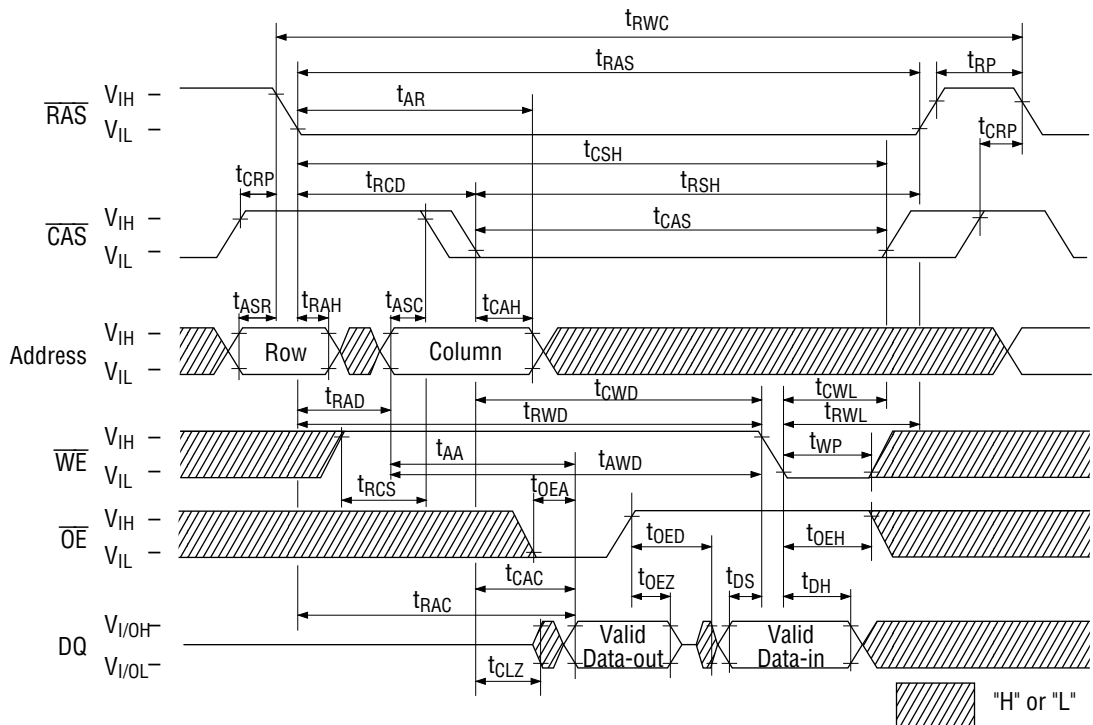 tRWC
tRAS
tRP
tAR
RAS
VIH
VIL
tCRP
tCSH
tCRP
tRCD
tRSH
CAS
VIH
VIL
tCAS
tASR
tRAH
tASC
tCAH
Address
VIH
VIL
Row
Column
tRAD
tCWD
tCWL
tRWD
tRWL
WE
VIH
VIL
tAA
tAWD
tWP
tRCS
tOEA
OE
VIH
VIL
tOED
tOEH
tCAC
tOEZ
tDS
tDH
tRAC
DQ
VI/OH
VI/OL
Valid
Data-out
Valid
Data-in
tCLZ
"H" or "L"